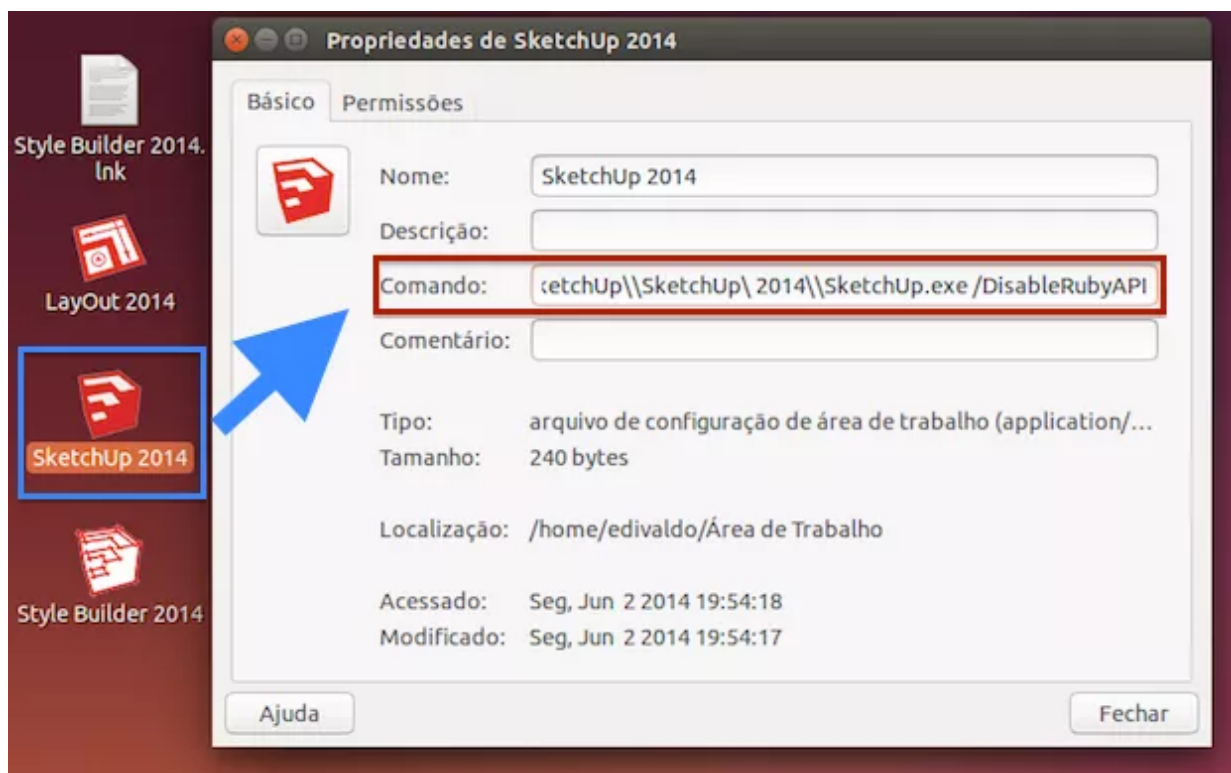 Propriedades de SketchUp 2014
Básico Permissões
Style Builder 2014.
lnk
LayOut 2014
SketchUp 2014
Style Builder 2014
Nome: SketchUp 2014
Descrição:
Comando: ketchUp\\SketchUp\ 2014\\SketchUp.exe /DisableRubyAPI
Comentário:
Tipo: arquivo de configuração de área de trabalho (application/...
Tamanho: 240 bytes
Localização: /home/edivaldo/Área de Trabalho
Acessado: Seg, Jun 2 2014 19:54:18
Modificado: Seg, Jun 2 2014 19:54:17
Ajuda Fechar